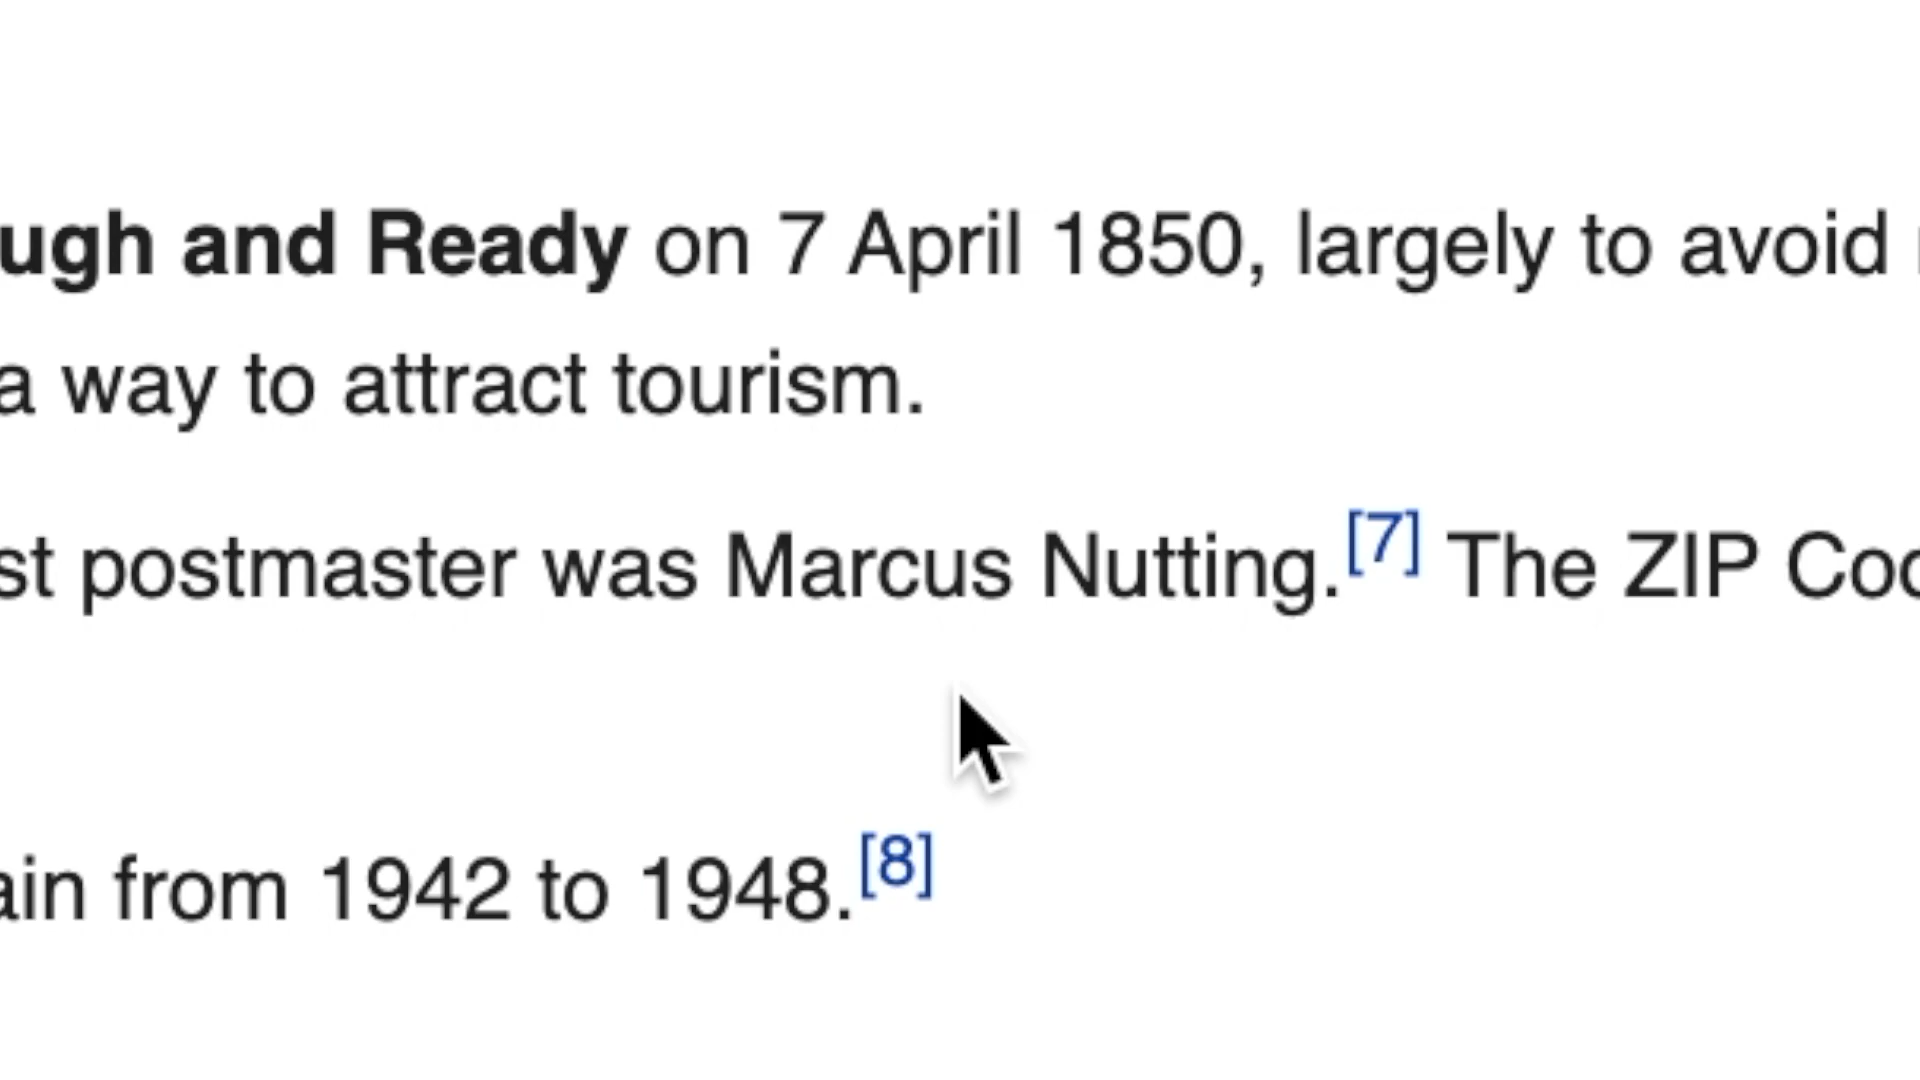 ugh and Ready on 7 April 1850, largely to avoid
a way to attract tourism.
st postmaster was Marcus Nutting.[7] The ZIP Coc
ain from 1942 to 1948.[8]